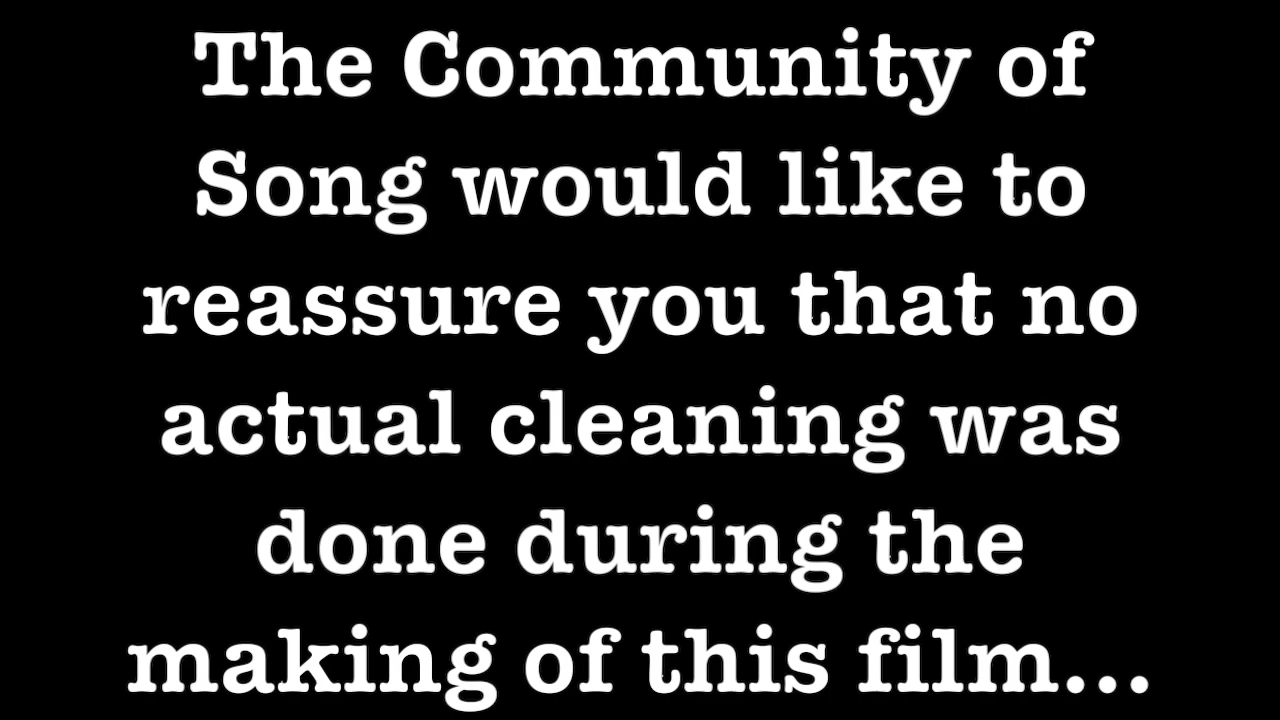 The Community of
Song would like to
reassure you that no
actual cleaning was
done during the
making of this film...